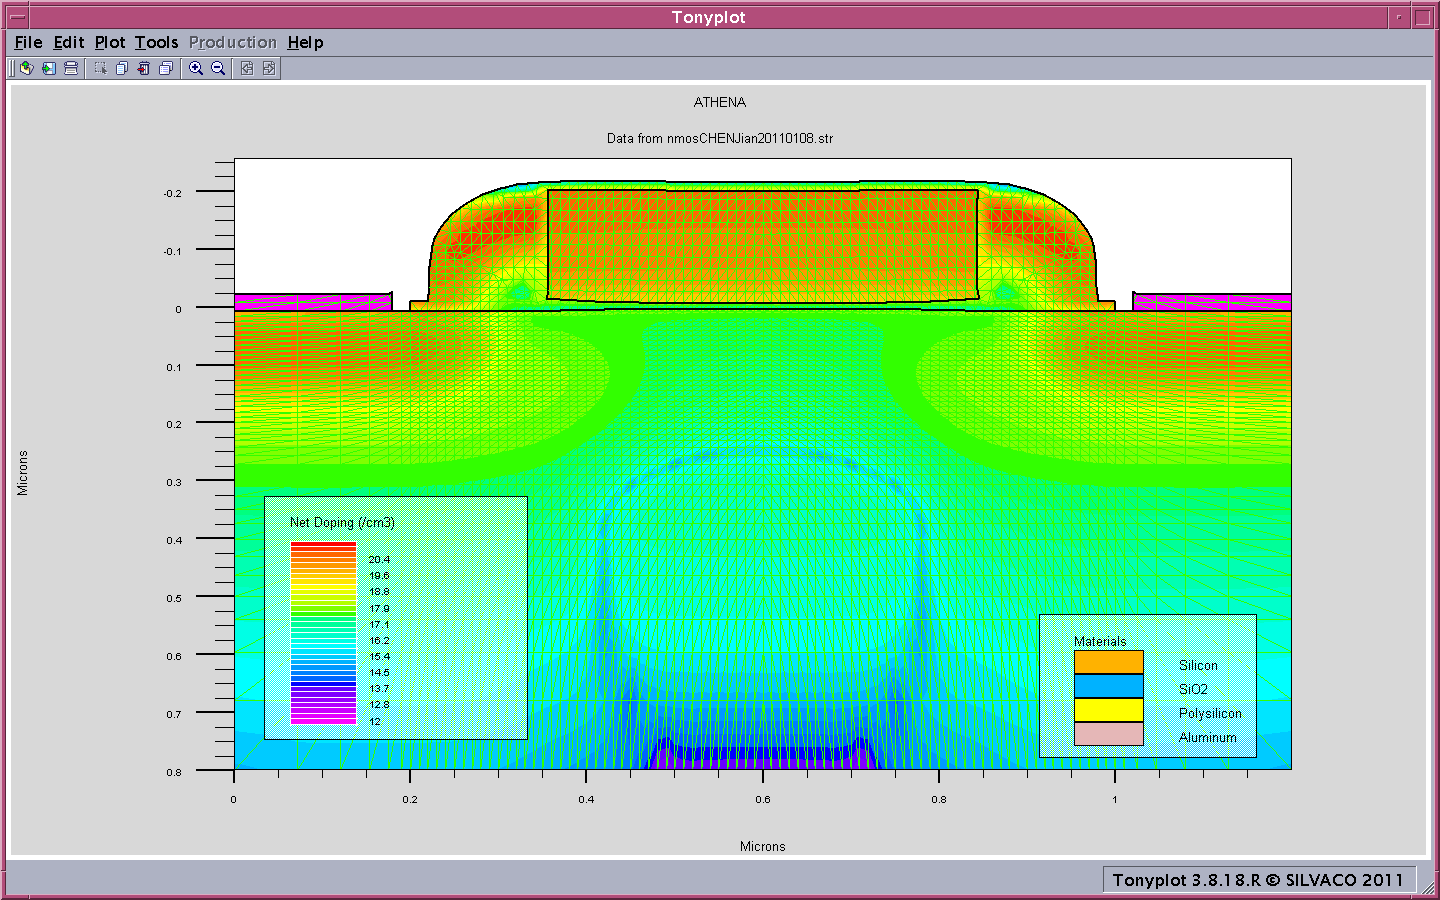 Tonyplot
File Edit Plot Tools Production Help
ATHENA
Data from nmosCHENJian20110108.str
-0.2
-0.1
0
0.1
0.2
0.3
0.4
0.5
0.6
0.7
0.8
Microns
Net Doping (/cm3)
20.4
19.6
18.8
17.9
17.1
16.2
15.4
14.5
13.7
12.8
12
Materials
Silicon
SiO2
Polysilicon
Aluminum
0 0.2 0.4 0.6 0.8 1
Microns
Tonyplot 3.8.18.R © SILVACO 2011